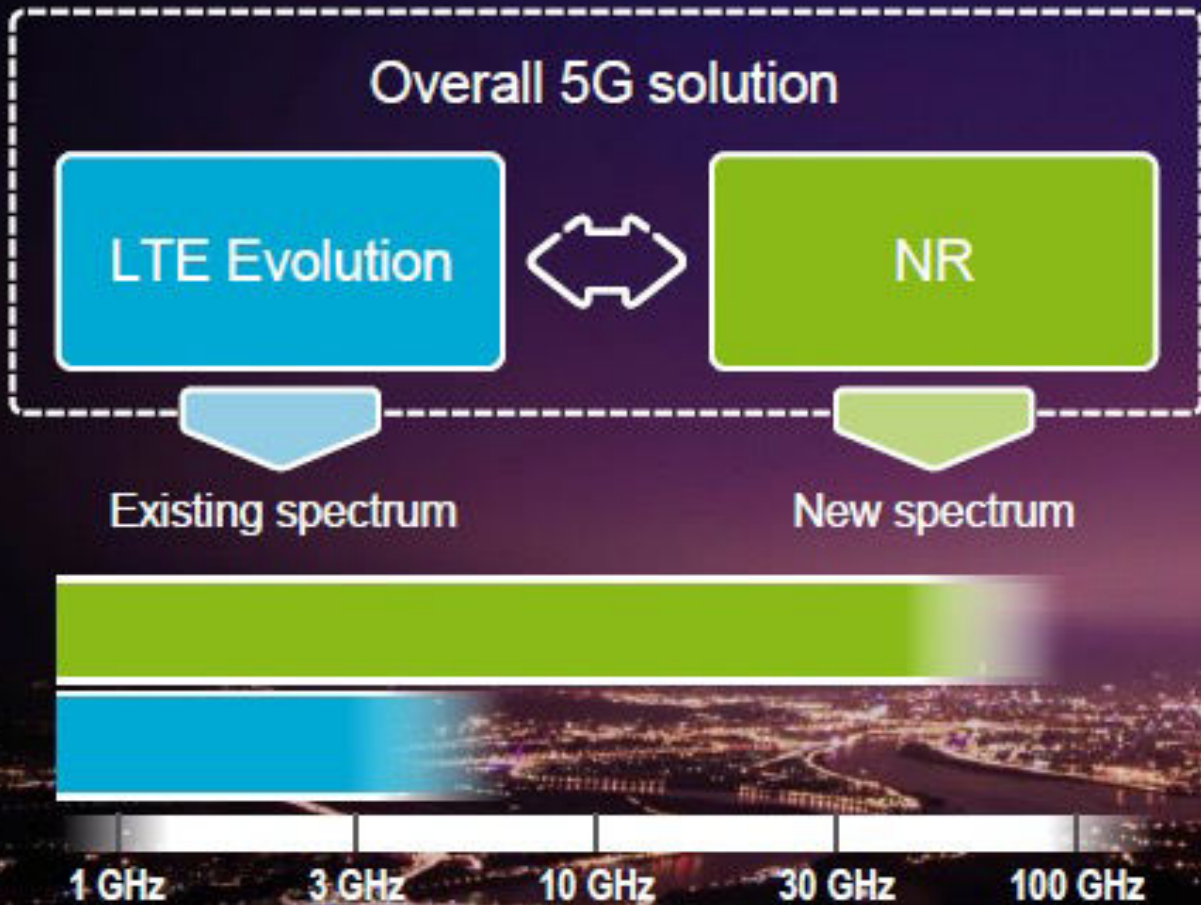 Overall 5G solution
LTE Evolution
NR
Existing spectrum
New spectrum
1 GHz
3 GHz
10 GHz
30 GHz
100 GHz